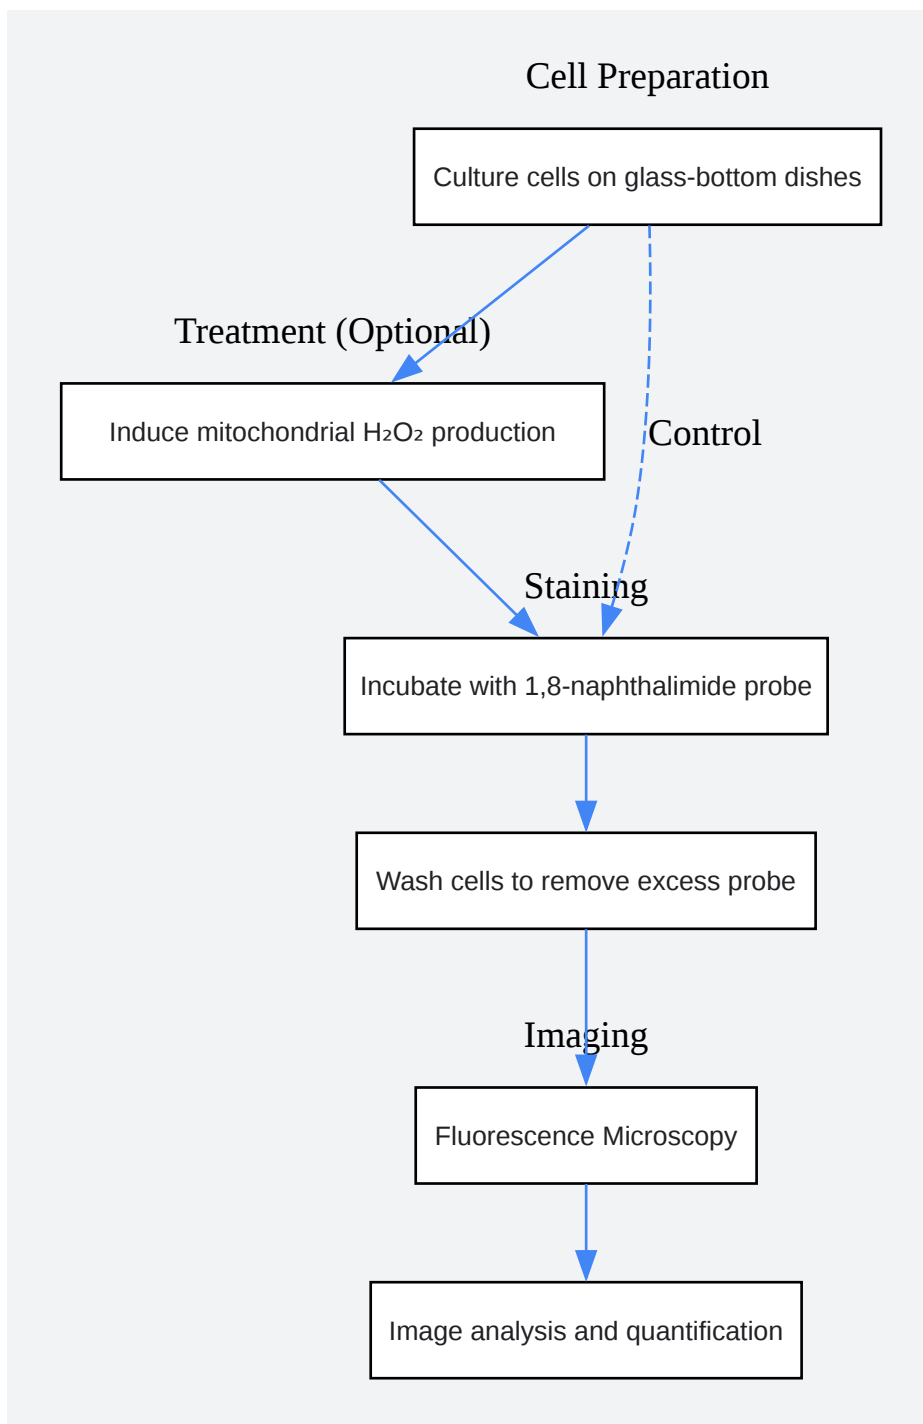 Cell Preparation
Culture cells on glass-bottom dishes
Treatment (Optional)
Induce mitochondrial H₂O₂ production
Control
Staining
Incubate with 1,8-naphthalimide probe
Wash cells to remove excess probe
Imaging
Fluorescence Microscopy
Image analysis and quantification